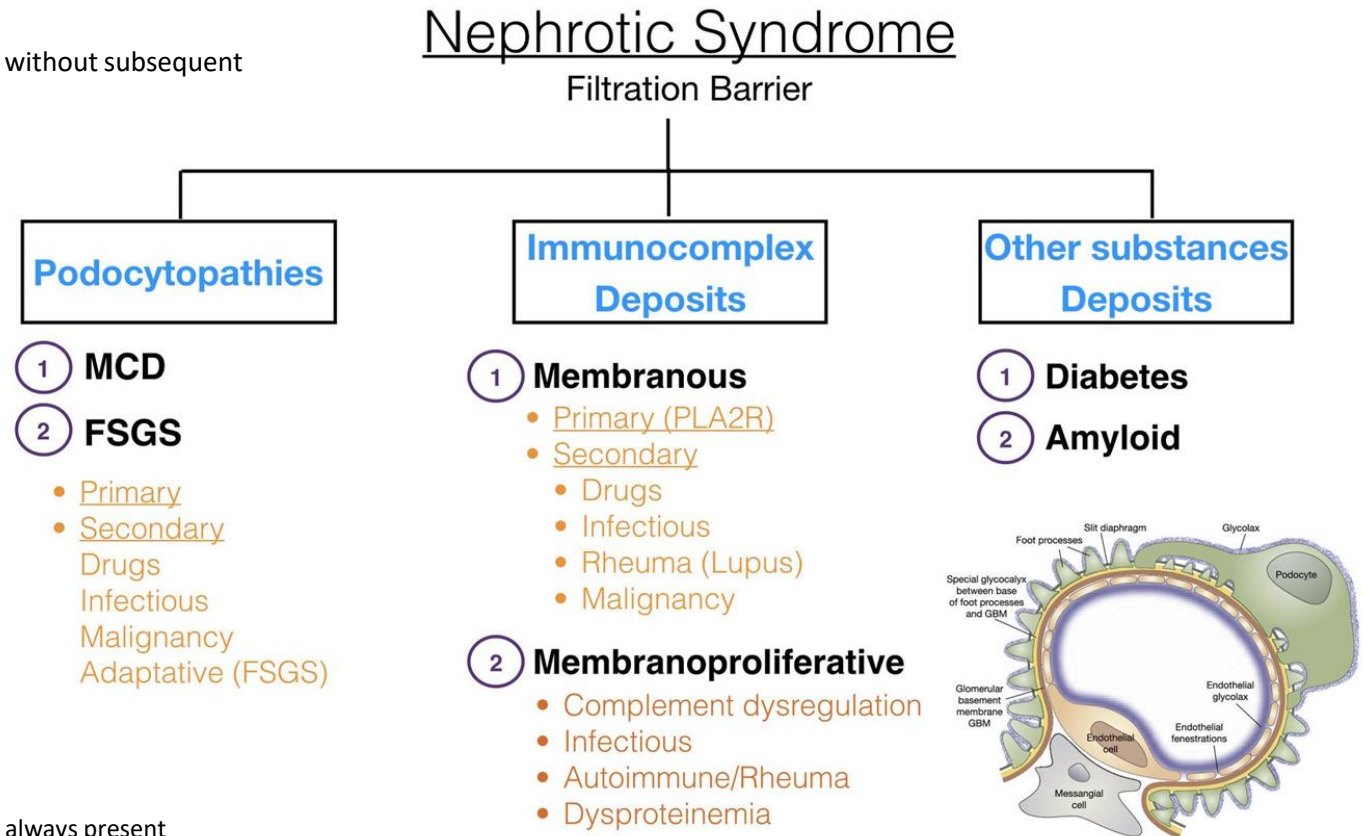 Nephrotic Syndrome
without subsequent
Filtration Barrier
Podocytopathies
1 MCD
2 FSGS
• Primary
• Secondary
Drugs
Infectious
Malignancy
Adaptative (FSGS)
Immunocomplex
Deposits
1 Membranous
• Primary (PLA2R)
• Secondary
• Drugs
• Infectious
• Rheuma (Lupus)
• Malignancy
2 Membranoproliferative
• Complement dysregulation
• Infectious
• Autoimmune/Rheuma
• Dysproteinemia
Other substances
Deposits
1 Diabetes
2 Amyloid
Slit diaphragm
Foot processes
Glycolax
Podocyte
Special glycocalyx
between base
of foot processes
and GBM
Glomerular
basement
membrane
GBM
Endothelial
glycolax
Endothelial
fenestrations
Endothelial
cell
Messangial
cell
always present